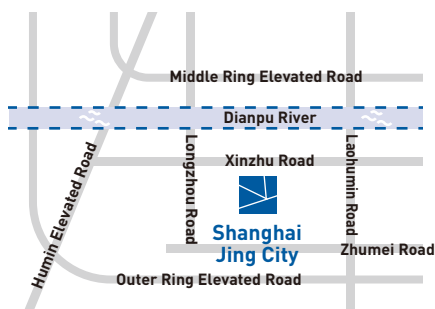 Middle Ring Elevated Road
Dianpu River
Xinzhu Road
Humin Elevated Road
Longzhou Road
Laohumin Road
Shanghai
Jing City
Zhumei Road
Outer Ring Elevated Road